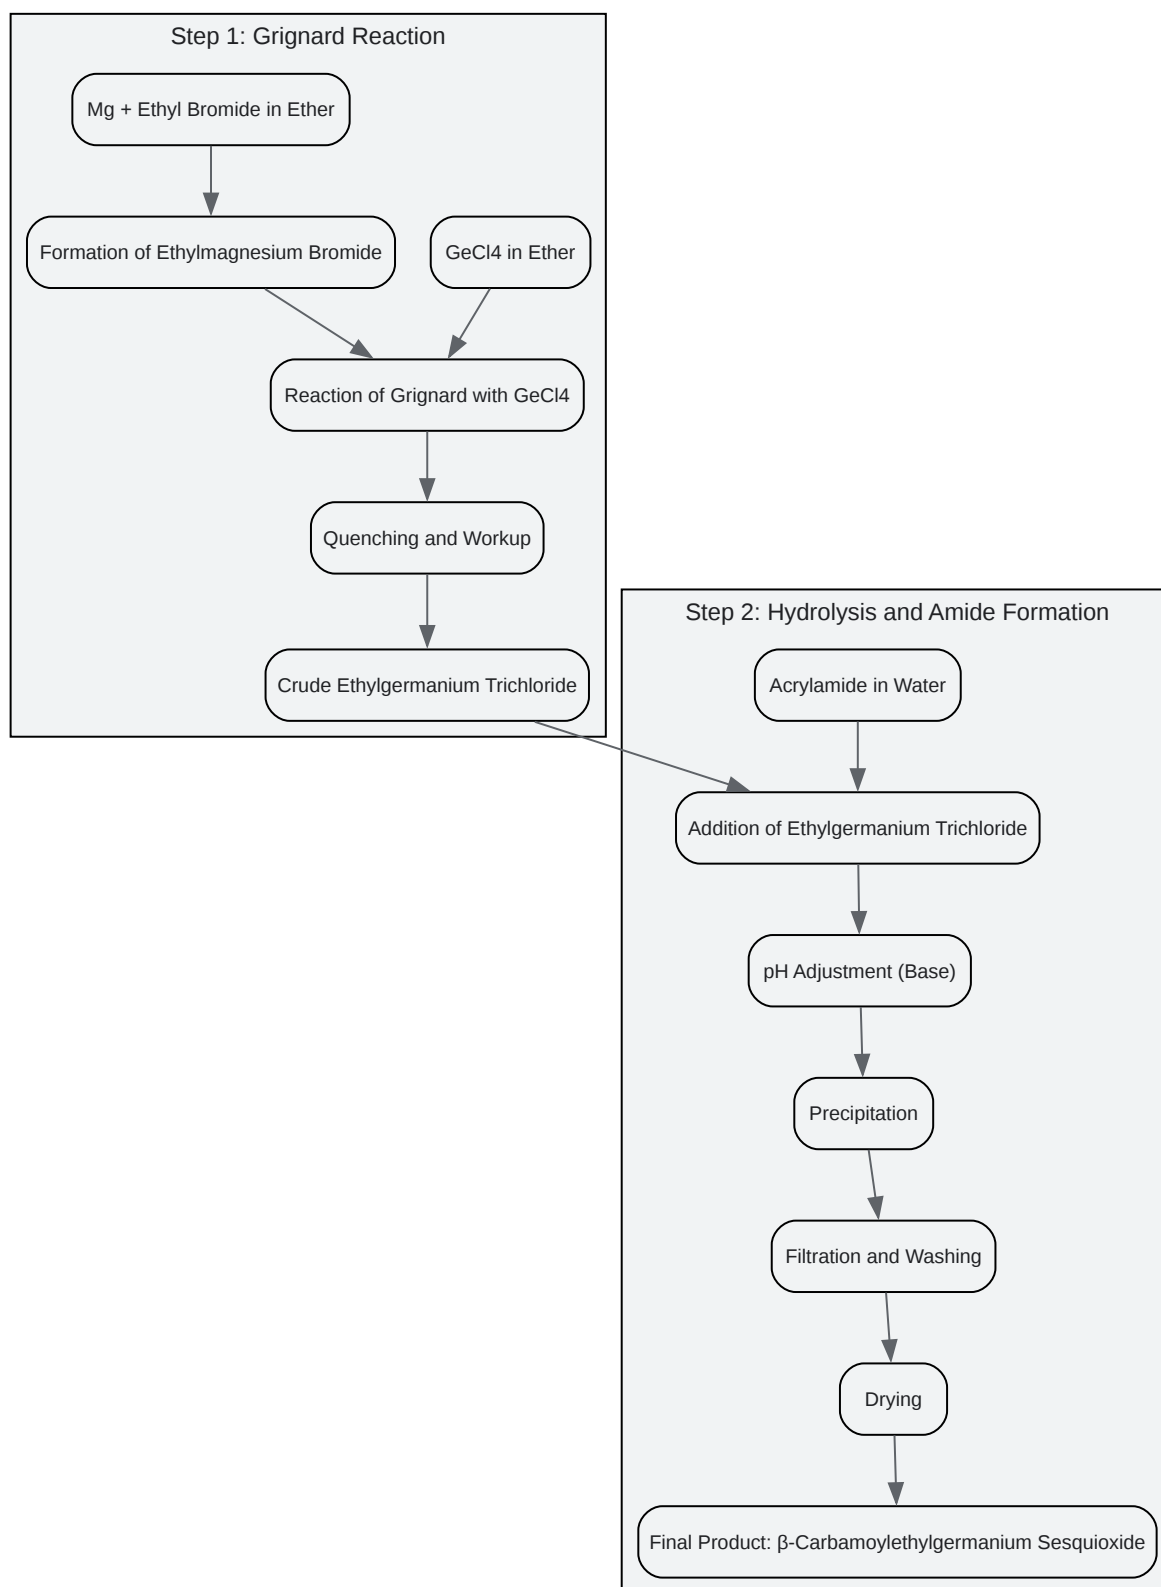 Step 1: Grignard Reaction
Mg + Ethyl Bromide in Ether
Formation of Ethylmagnesium Bromide
GeCl4 in Ether
Reaction of Grignard with GeCl4
Quenching and Workup
Crude Ethylgermanium Trichloride
Step 2: Hydrolysis and Amide Formation
Acrylamide in Water
Addition of Ethylgermanium Trichloride
pH Adjustment (Base)
Precipitation
Filtration and Washing
Drying
Final Product: β-Carbamoylethylgermanium Sesquioxide